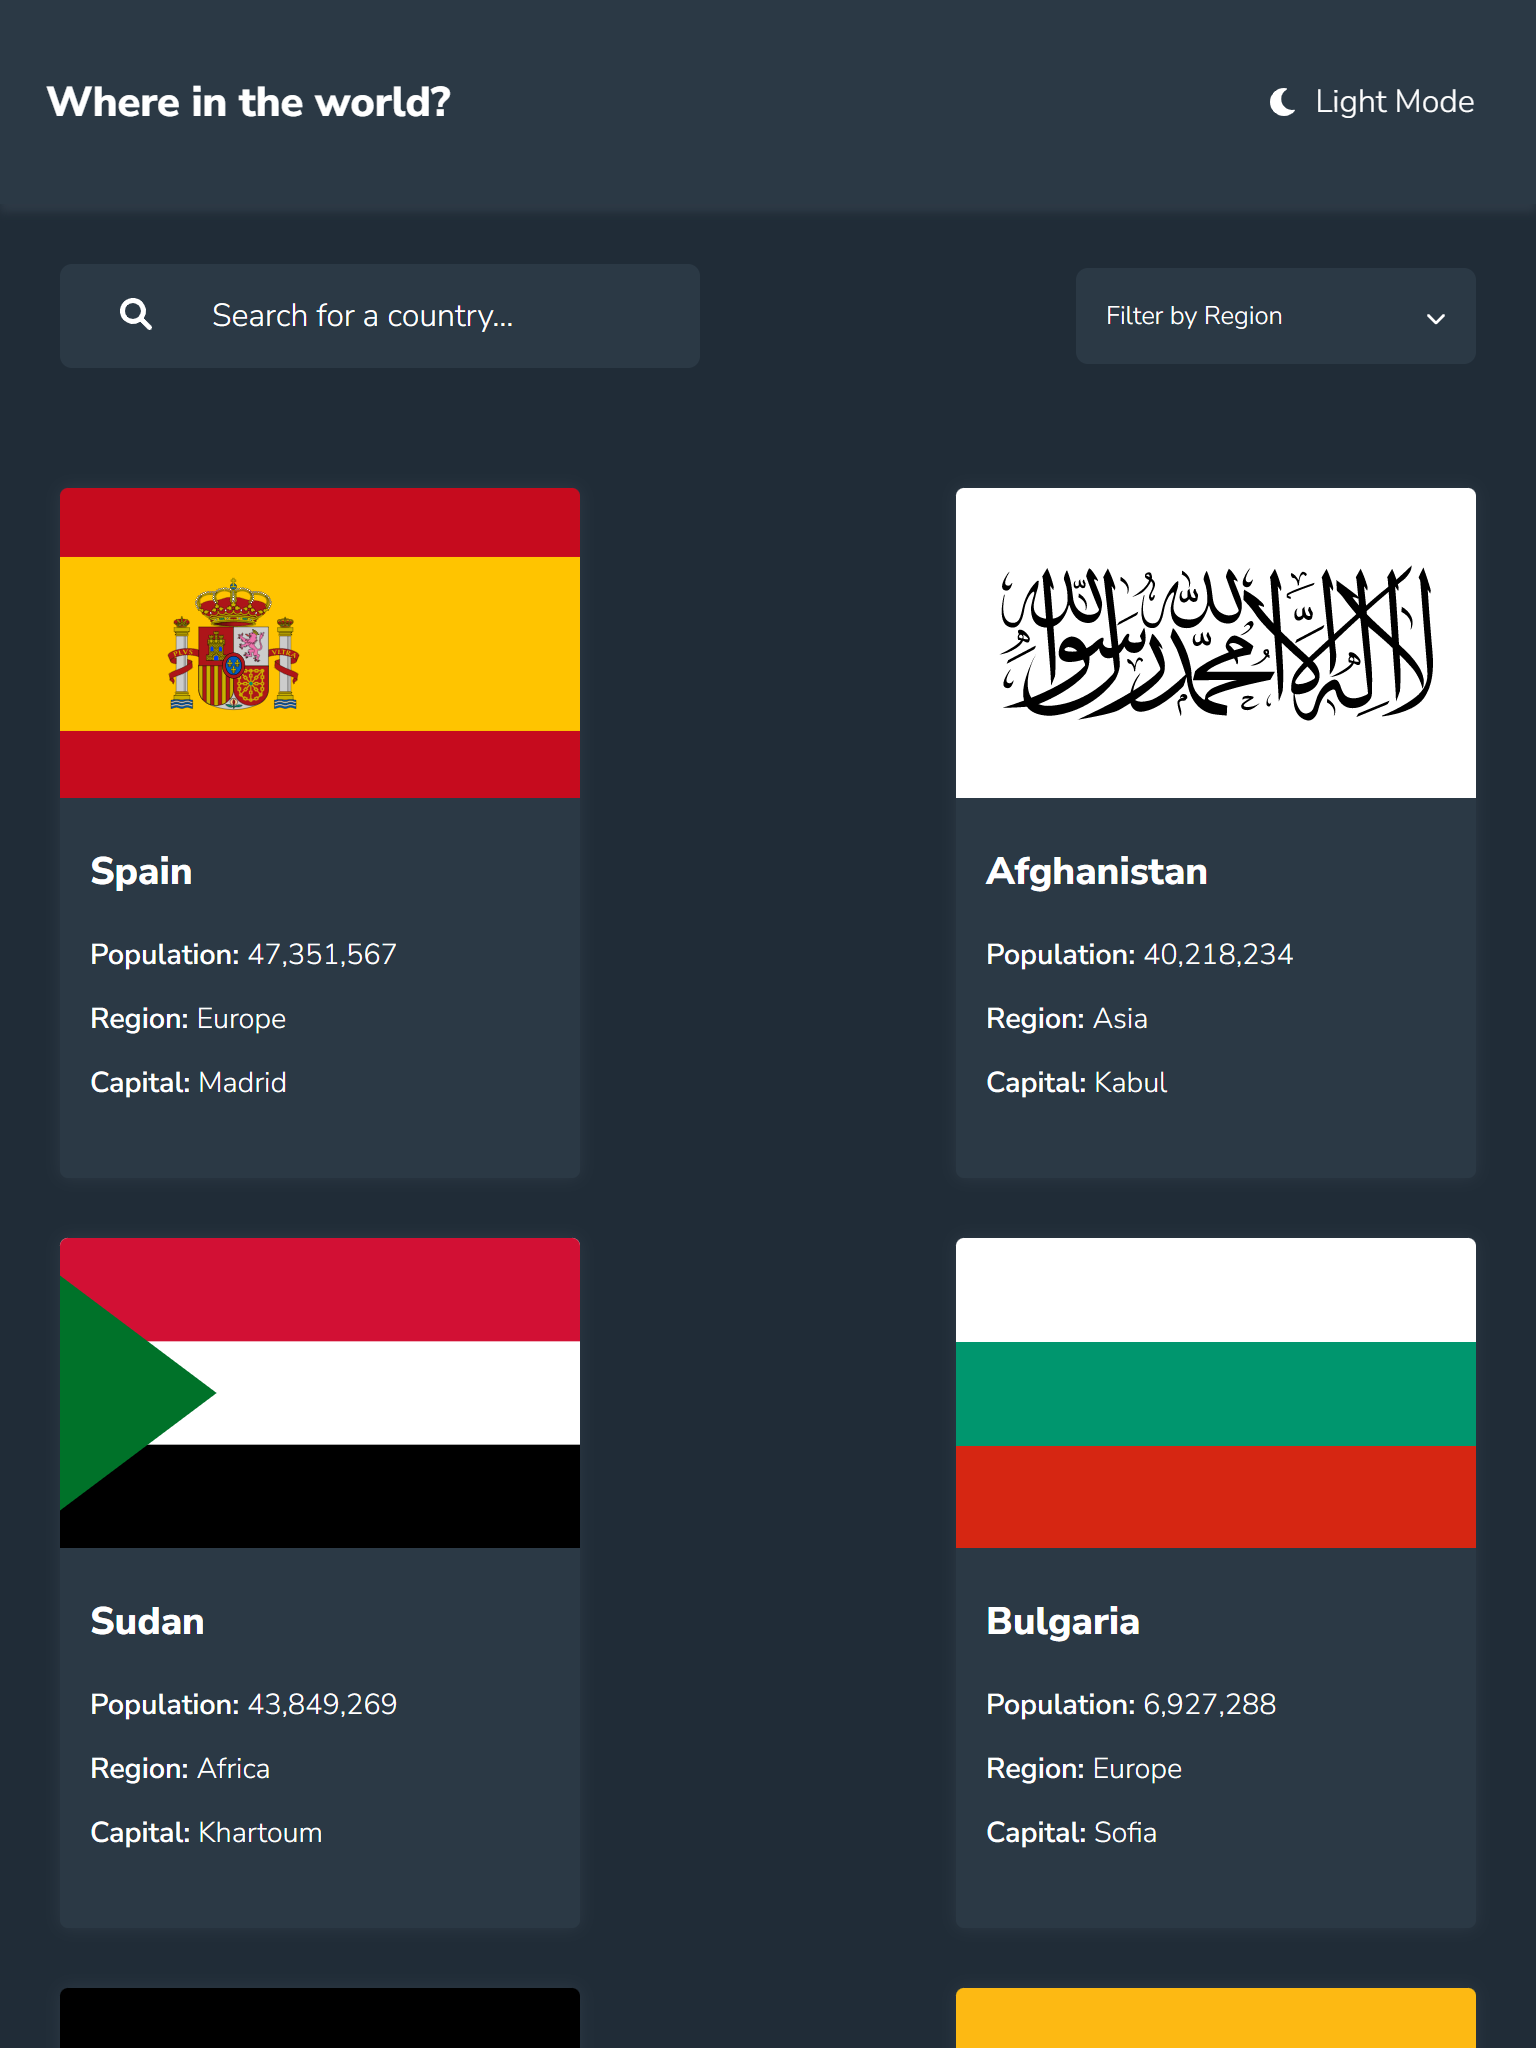 Where in the world?
Light Mode
Search for a country...
Filter by Region
PLVS VLTRA
لا إله إلا الله محمد رسول الله
Spain
Population: 47,351,567
Region: Europe
Capital: Madrid
Afghanistan
Population: 40,218,234
Region: Asia
Capital: Kabul
Sudan
Population: 43,849,269
Region: Africa
Capital: Khartoum
Bulgaria
Population: 6,927,288
Region: Europe
Capital: Sofia